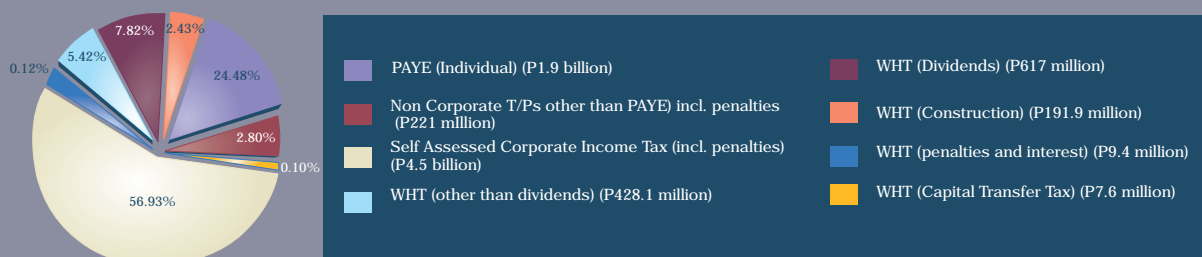 7.82%
2.43%
5.42%
0.12%
24.48%
2.80%
0.10%
56.93%
PAYE (Individual) (P1.9 billion)
Non Corporate T/Ps other than PAYE) incl. penalties
(P221 mllion)
Self Assessed Corporate Income Tax (incl. penalties)
(P4.5 billion)
WHT (other than dividends) (P428.1 million)
WHT (Dividends) (P617 million)
WHT (Construction) (P191.9 million)
WHT (penalties and interest) (P9.4 million)
WHT (Capital Transfer Tax) (P7.6 million)